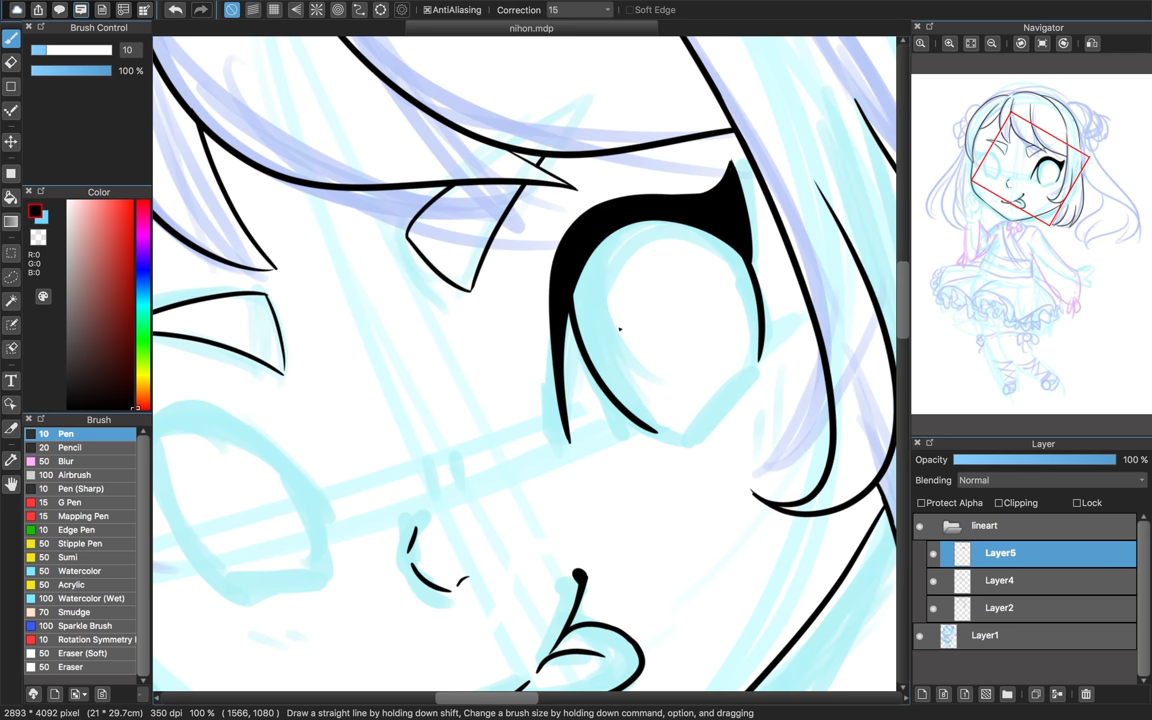 AntiAliasing Correction 15 Soft Edge
nihon.mdp
Brush Control
10
100 %
Color
R:0
G:0
B:0
Brush
10 Pen
20 Pencil
50 Blur
100 Airbrush
10 Pen (Sharp)
15 G Pen
15 Mapping Pen
10 Edge Pen
50 Stipple Pen
50 Sumi
50 Watercolor
50 Acrylic
100 Watercolor (Wet)
70 Smudge
100 Sparkle Brush
10 Rotation Symmetry
50 Eraser (Soft)
50 Eraser
Navigator
Layer
Opacity 100 %
Blending Normal
Protect Alpha Clipping Lock
lineart
Layer5
Layer4
Layer2
Layer1
2893 * 4092 pixel (21 * 29.7cm) 350 dpi 100 % ( 1566, 1080 ) Draw a straight line by holding down shift, Change a brush size by holding down command, option, and dragging